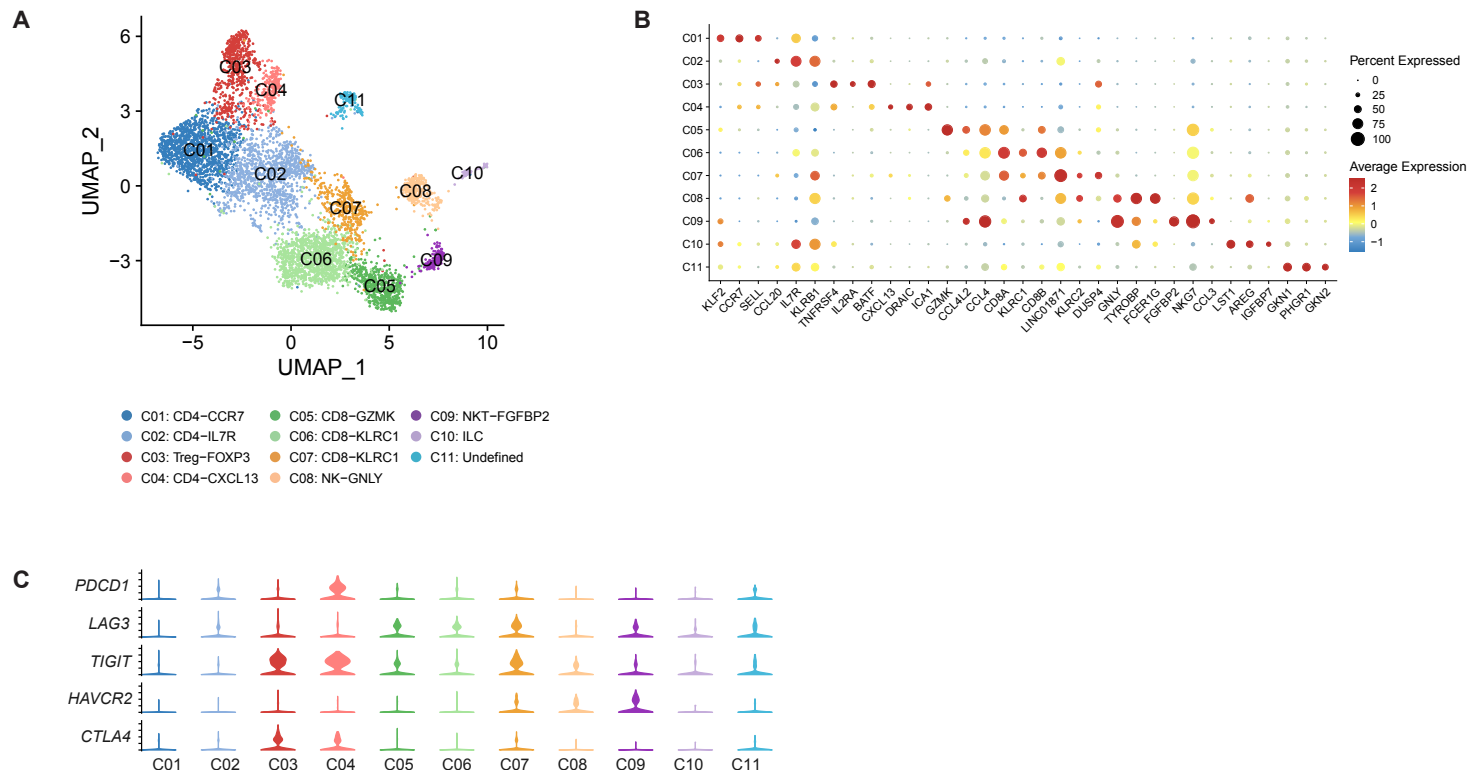 A
6
3
0
−3
UMAP_2
C03
C04
C11
C01
C02
C10
C08
C07
C06
C09
C05
−5
0
5
10
UMAP_1
C01: CD4−CCR7
C02: CD4−IL7R
C03: Treg−FOXP3
C04: CD4−CXCL13
C05: CD8−GZMK
C06: CD8−KLRC1
C07: CD8−KLRC1
C08: NK−GNLY
C09: NKT−FGFBP2
C10: ILC
C11: Undefined
B
C01
C02
C03
C04
C05
C06
C07
C08
C09
C10
C11
KLF2
CCR7
SELL
CCL20
IL7R
KLRB1
TNFRSF4
IL2RA
BATF
CXCL13
DRAIC
ICA1
GZMK
CCL4L2
CCL4
CD8A
KLRC1
CD8B
LINC01871
KLRC2
DUSP4
GNLY
TYROBP
FCER1G
FGFBP2
NKG7
CCL3
LST1
AREG
IGFBP7
GKN1
PHGR1
GKN2
Percent Expressed
0
25
50
75
100
Average Expression
2
1
0
−1
C
PDCD1
LAG3
TIGIT
HAVCR2
CTLA4
C01 C02 C03 C04 C05 C06 C07 C08 C09 C10 C11